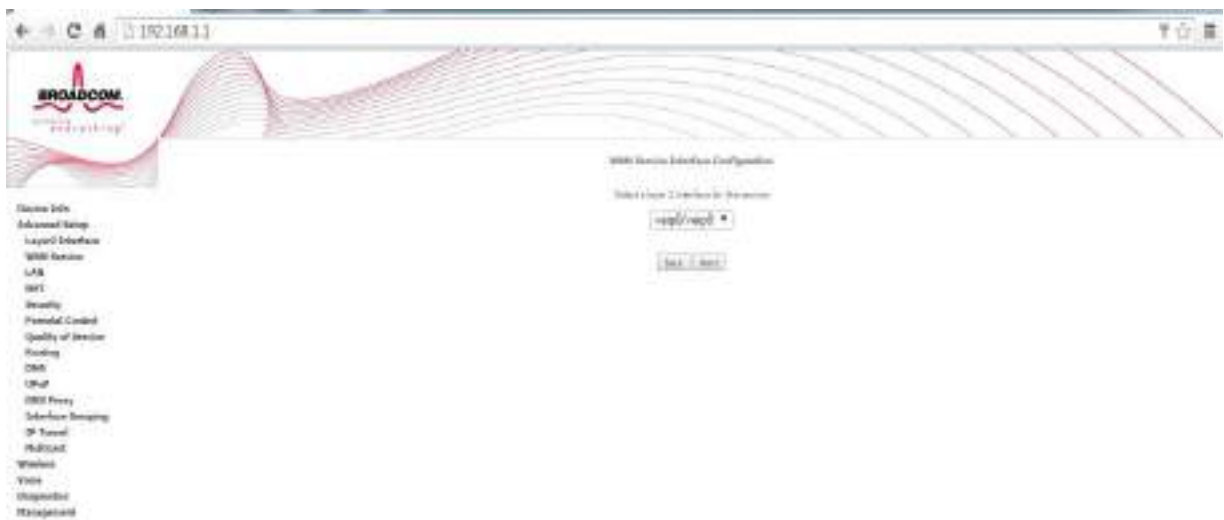 192.168.1.1
BROADCOM.
WAN Service Interface Configuration
Select a layer 2 interface for this service
Back Next
Device Info
Advanced Setup
Layer2 Interface
WAN Service
LAN
NAT
Security
Parental Control
Quality of Service
Routing
DNS
UPnP
DNS Proxy
Interface Grouping
IP Tunnel
Multicast
Wireless
Voice
Diagnostics
Management